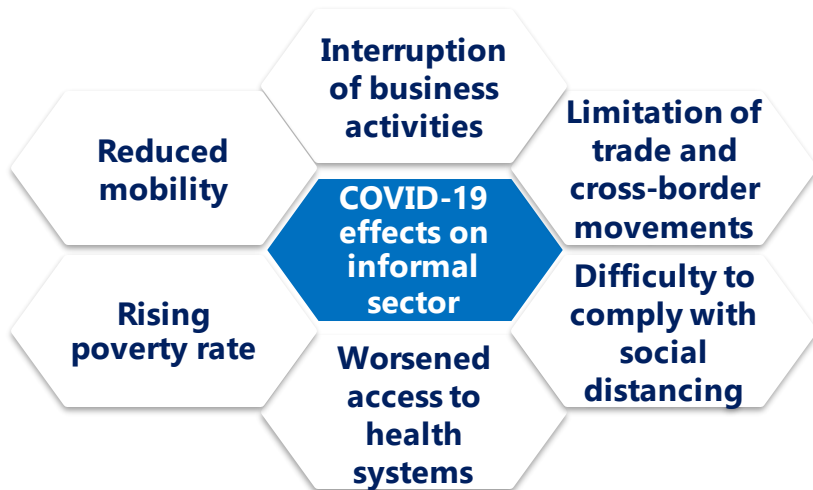 Interruption
of business
activities
Limitation of
trade and
cross-border
movements
Reduced
mobility
COVID-19
effects on
informal
sector
Difficulty to
comply with
social
distancing
Rising
poverty rate
Worsened
access to
health
systems